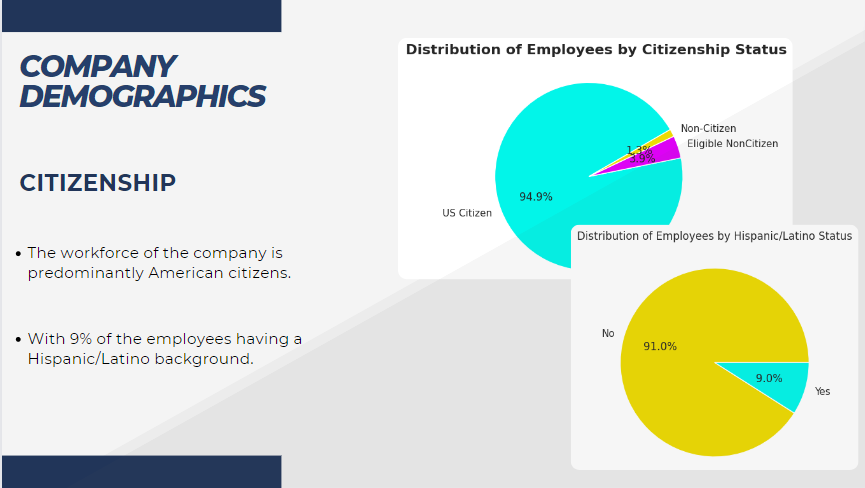 COMPANY
DEMOGRAPHICS
CITIZENSHIP
• The workforce of the company is
predominantly American citizens.
• With 9% of the employees having a
Hispanic/Latino background.
Distribution of Employees by Citizenship Status
Non-Citizen
1.3%
Eligible NonCitizen
3.9%
94.9%
US Citizen
Distribution of Employees by Hispanic/Latino Status
No
91.0%
9.0%
Yes